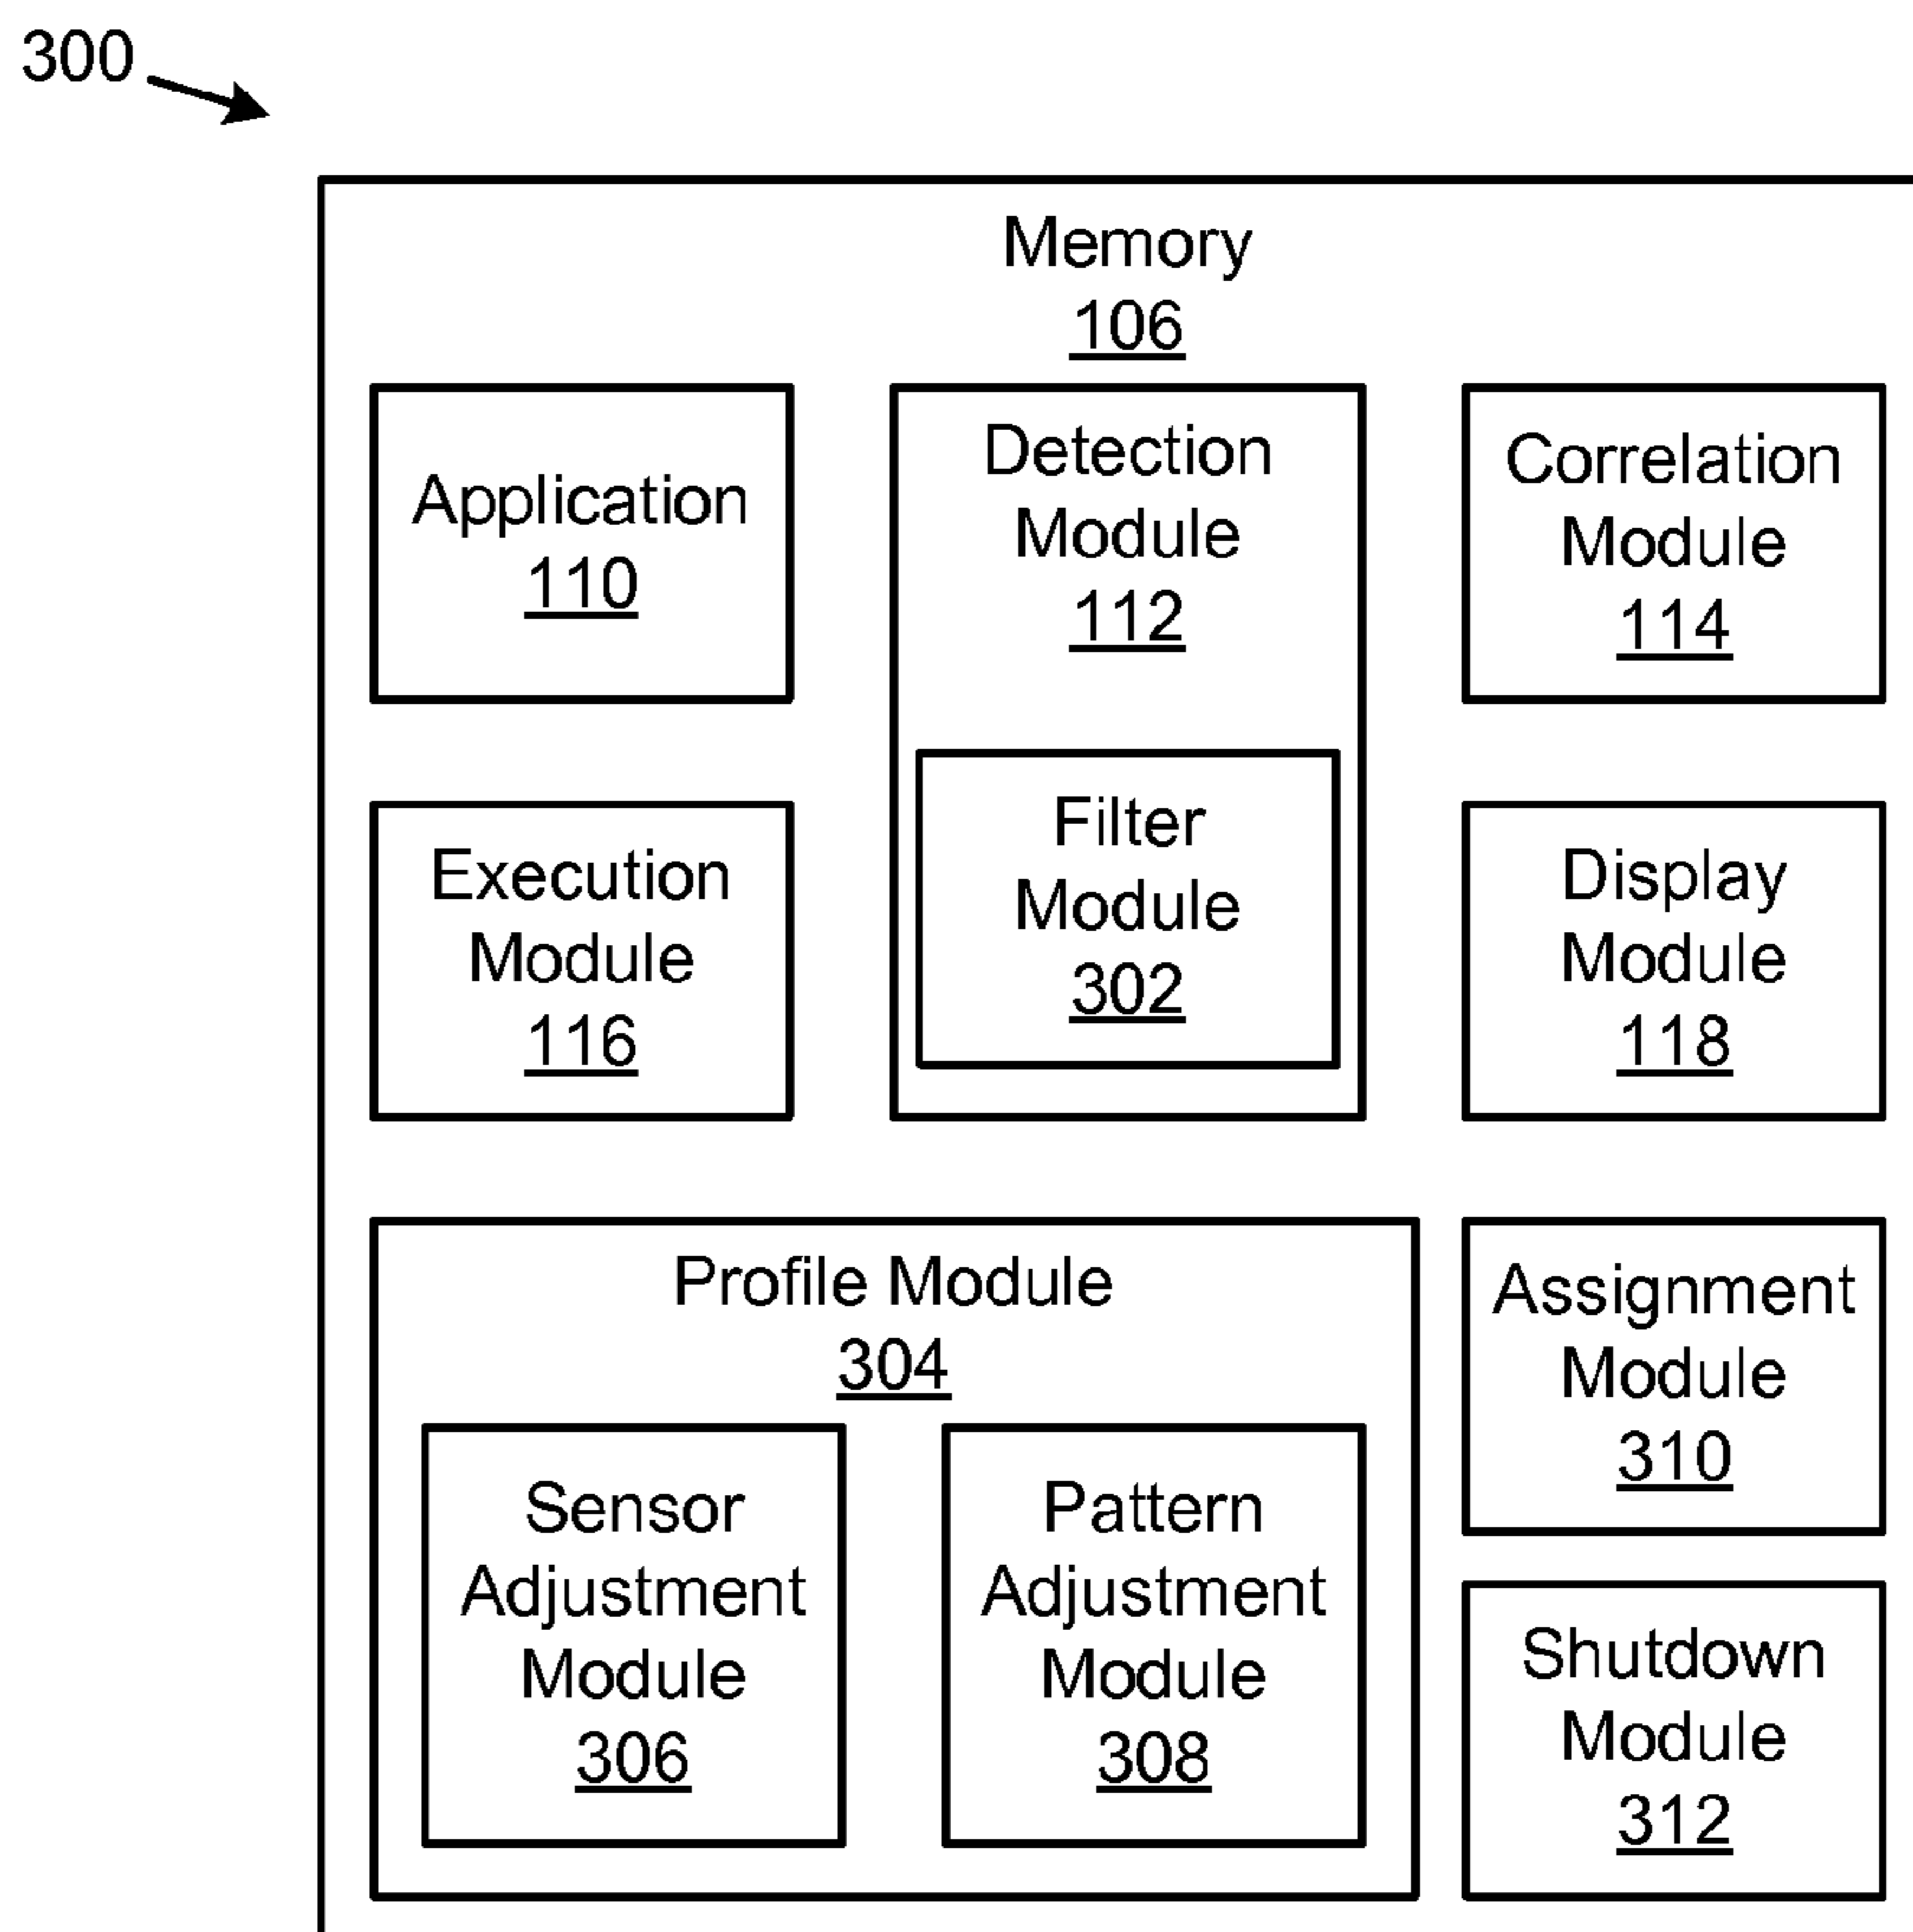 300
Memory
106
Application
110
Detection
Module
112
Correlation
Module
114
Execution
Module
116
Filter
Module
302
Display
Module
118
Profile Module
304
Sensor
Adjustment
Module
306
Pattern
Adjustment
Module
308
Assignment
Module
310
Shutdown
Module
312